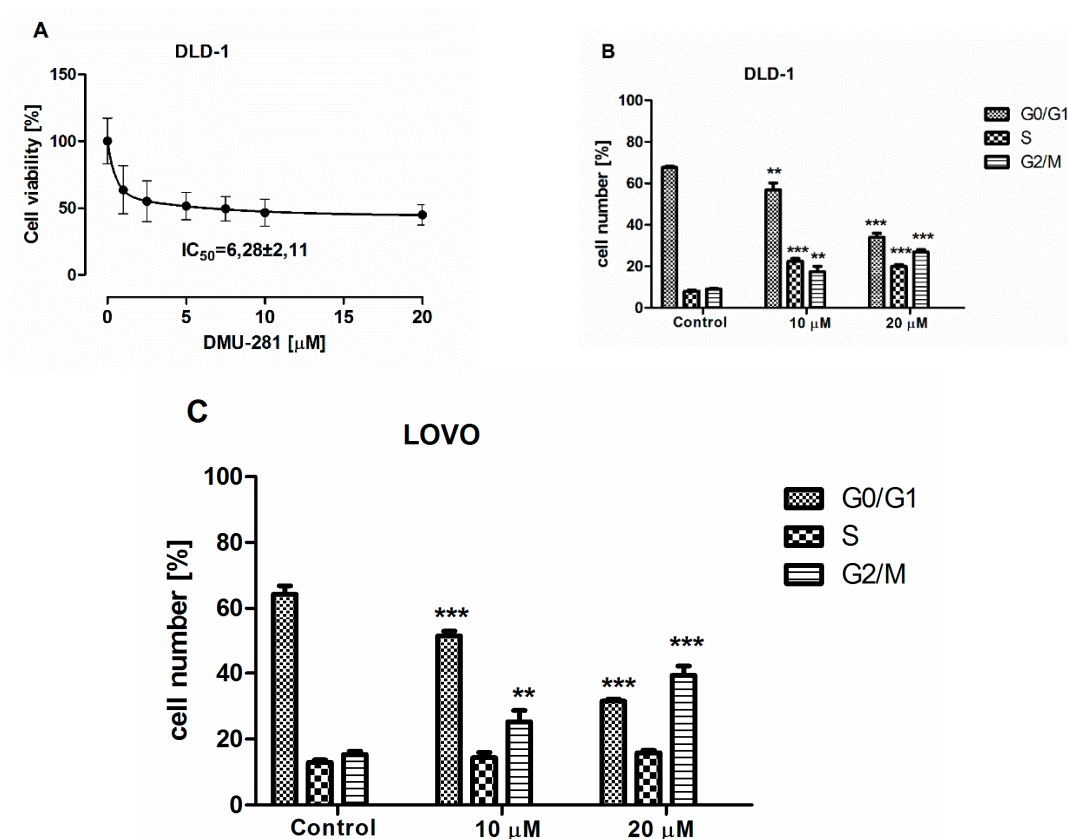 A
DLD-1
150
100
50
0
Cell viability [%]
IC50=6,28±2,11
0 5 10 15 20
DMU-281 [μM]
B
DLD-1
100
80
60
40
20
0
cell number [%]
**
***
**
***
***
***
Control 10 μM 20 μM
G0/G1
S
G2/M
C
LOVO
100
80
60
40
20
0
cell number [%]
***
**
***
***
Control 10 μM 20 μM
G0/G1
S
G2/M